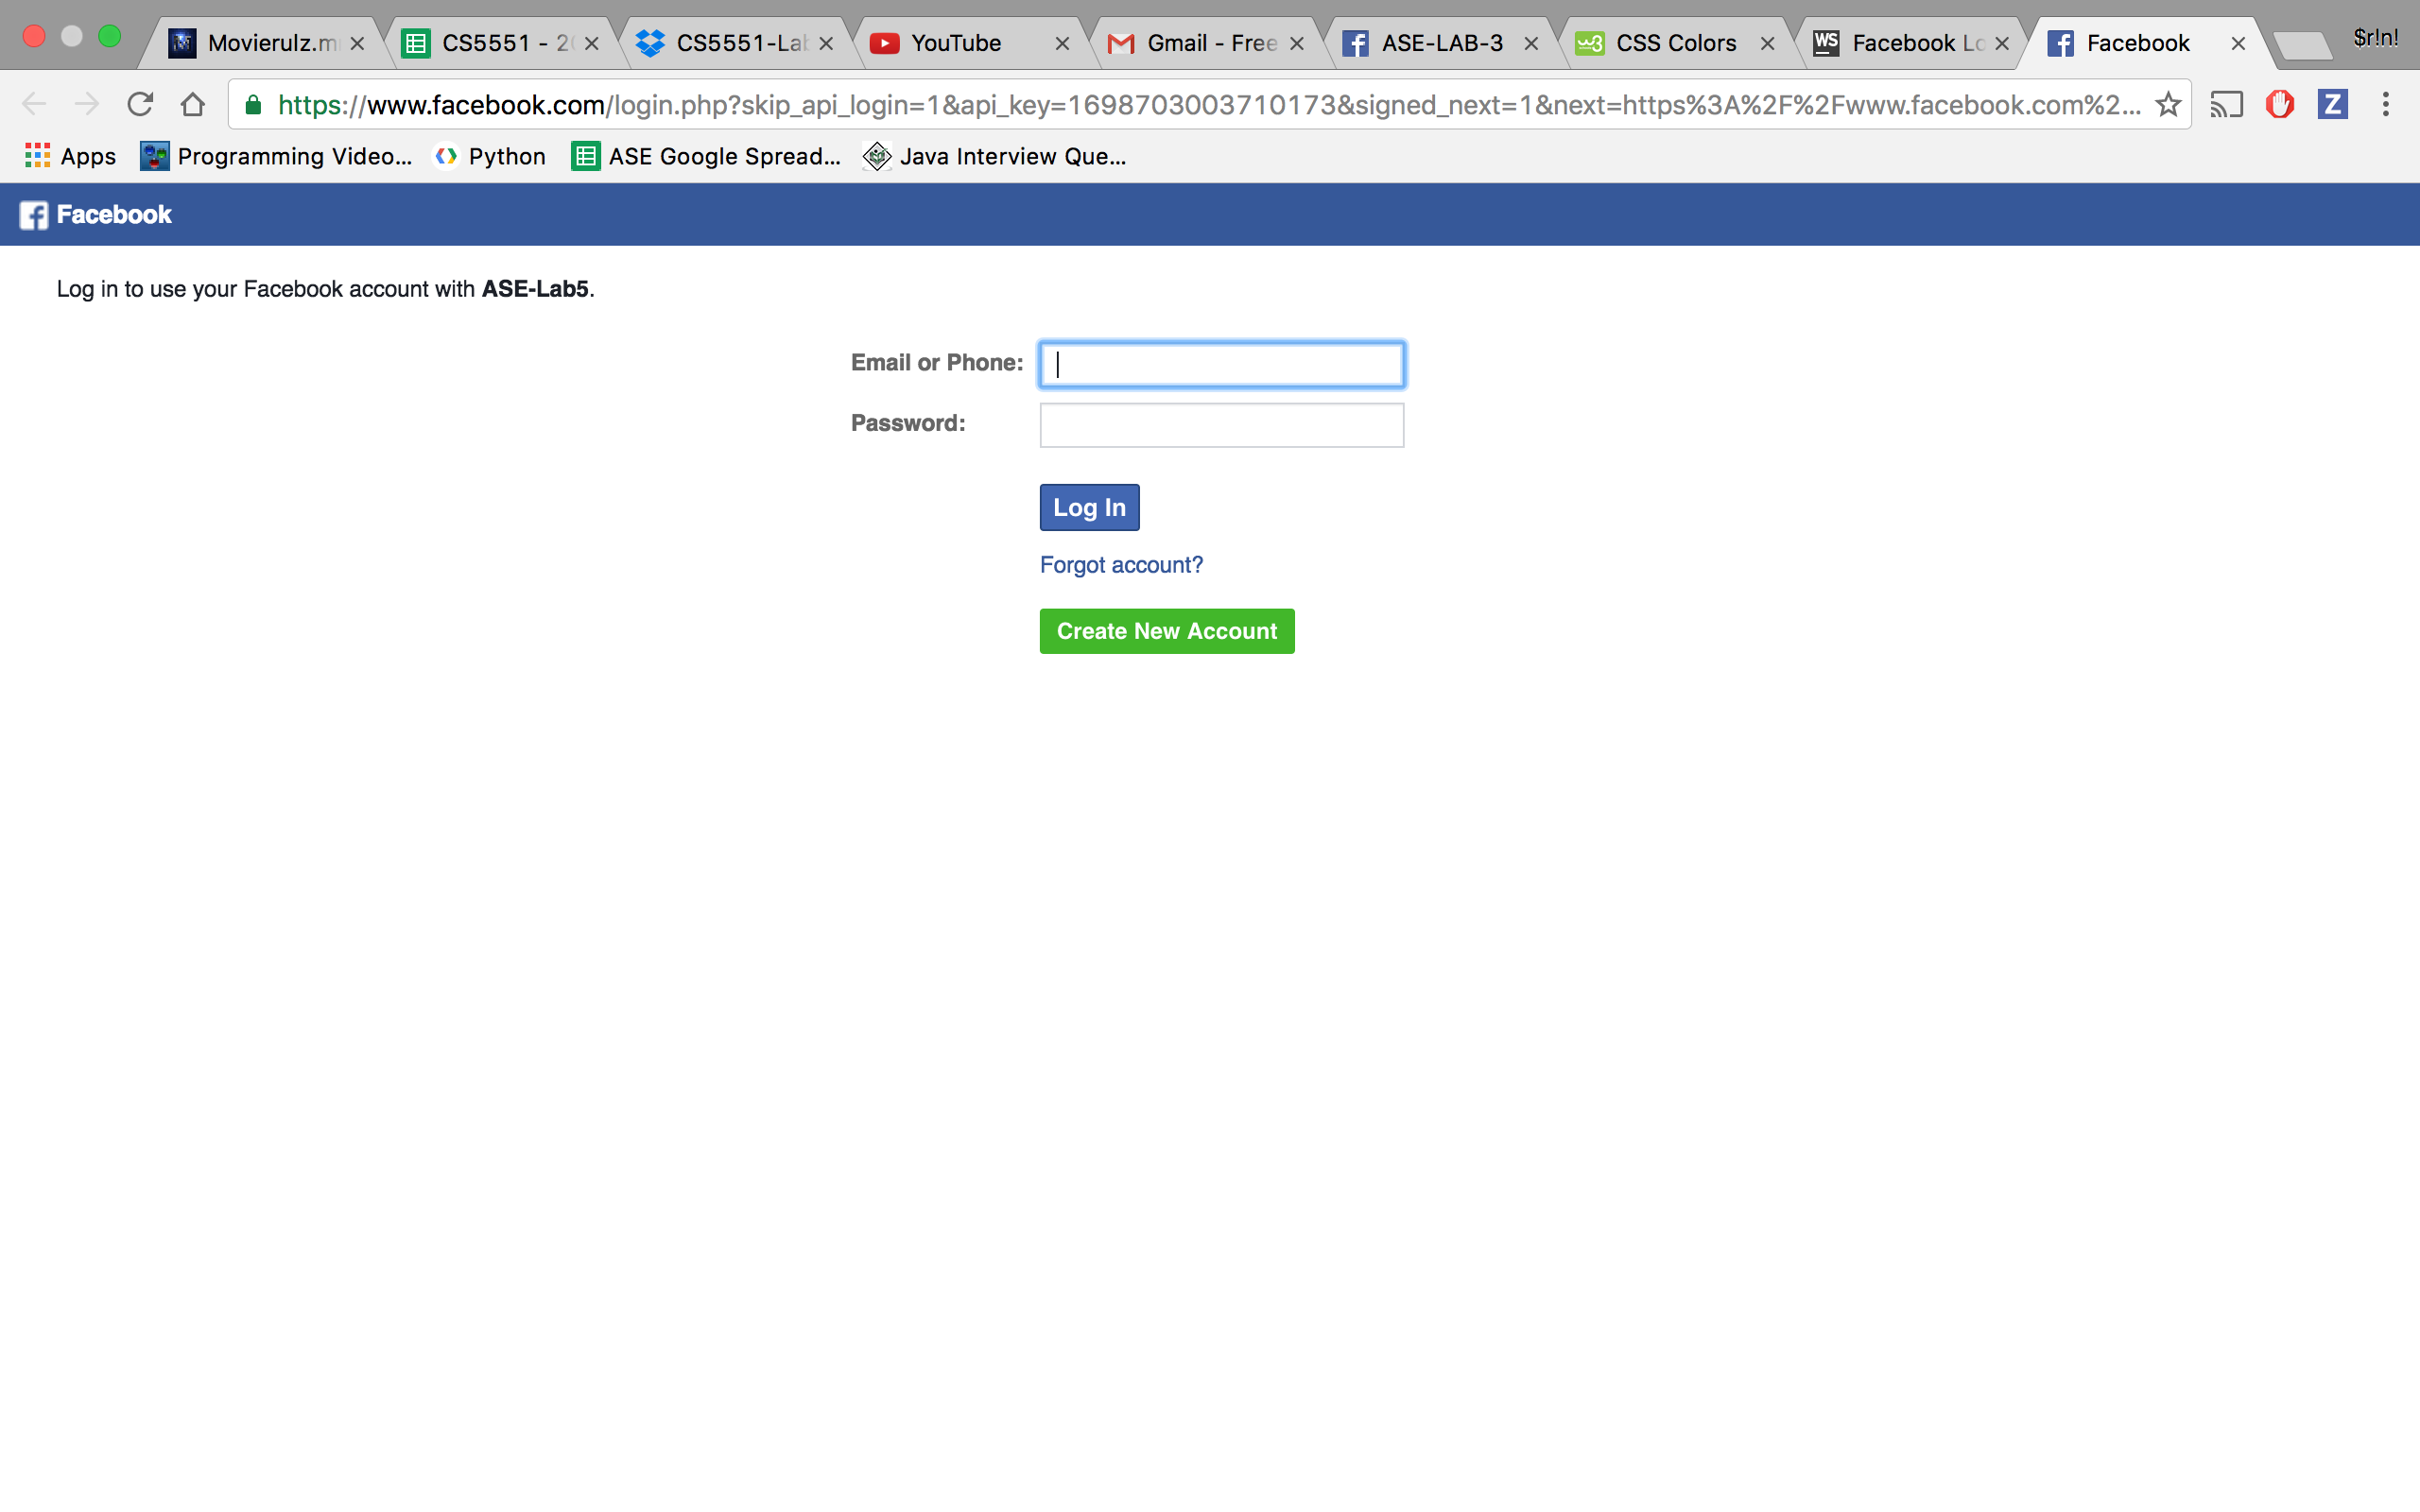 Movierulz.m
CS5551 - 2
CS5551-Lab
YouTube
Gmail - Free
ASE-LAB-3
CSS Colors
WS
Facebook Lo
Facebook
$r!n!
https://www.facebook.com/login.php?skip_api_login=1&api_key=1698703003710173&signed_next=1&next=https%3A%2F%2Fwww.facebook.com%2...
Z
Apps
Programming Video...
Python
ASE Google Spread...
Java Interview Que...
Facebook
Log in to use your Facebook account with ASE-Lab5.
Email or Phone:
Password:
Log In
Forgot account?
Create New Account